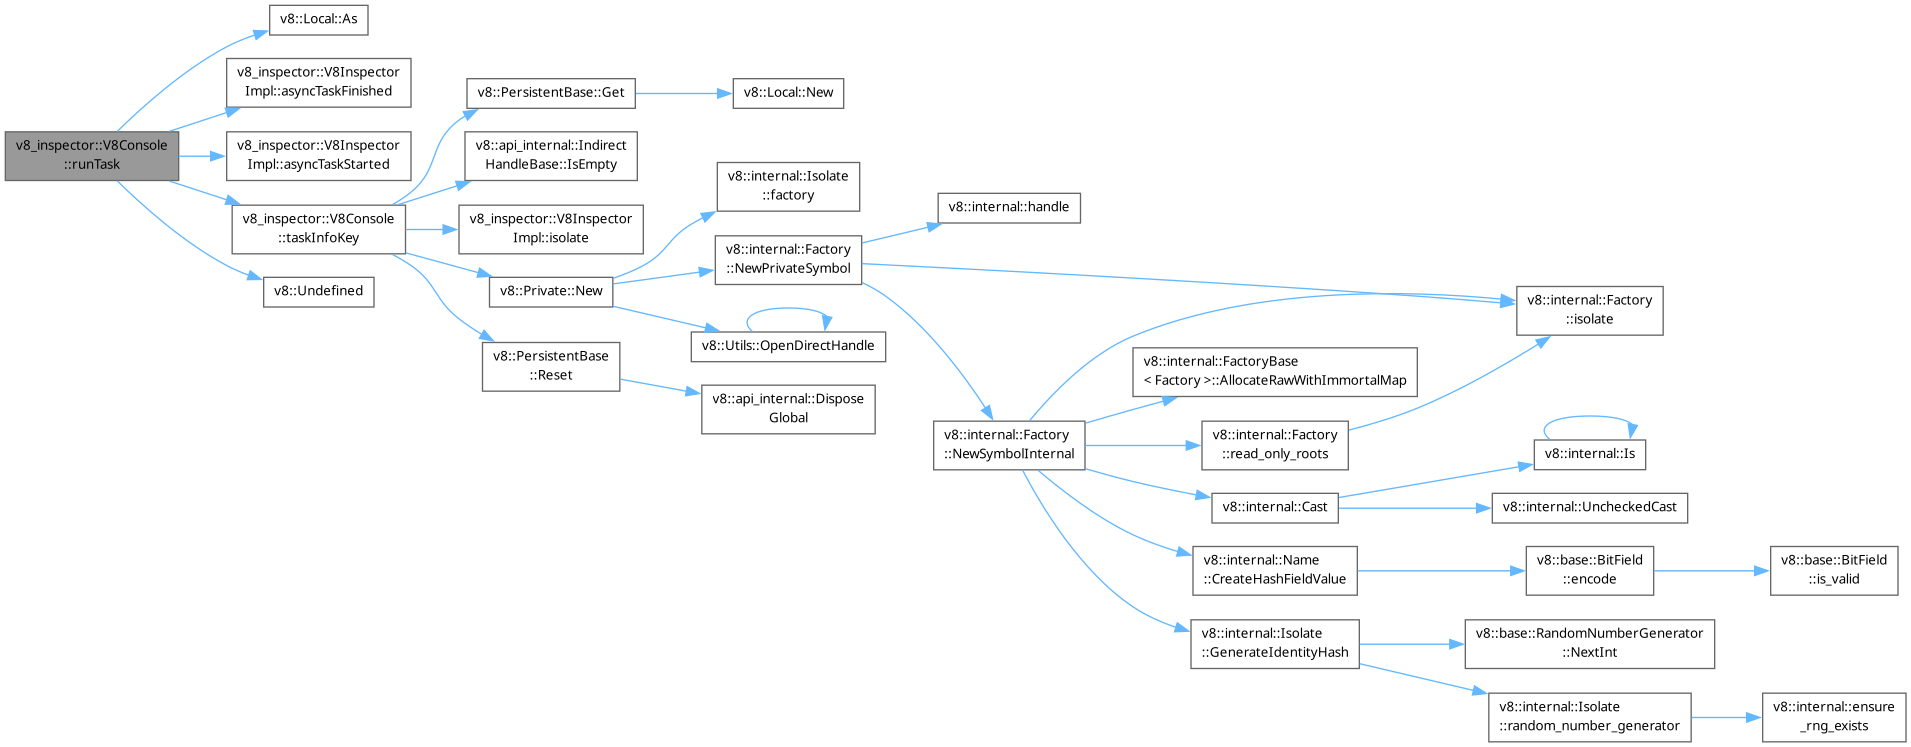 v8_inspector::V8Console
::runTask
v8::Local::As
v8_inspector::V8Inspector
Impl::asyncTaskFinished
v8_inspector::V8Inspector
Impl::asyncTaskStarted
v8_inspector::V8Console
::taskInfoKey
v8::Undefined
v8::PersistentBase::Get
v8::api_internal::Indirect
HandleBase::IsEmpty
v8_inspector::V8Inspector
Impl::isolate
v8::Private::New
v8::PersistentBase
::Reset
v8::Local::New
v8::internal::Isolate
::factory
v8::internal::Factory
::NewPrivateSymbol
v8::Utils::OpenDirectHandle
v8::api_internal::Dispose
Global
v8::internal::handle
v8::internal::Factory
::NewSymbolInternal
v8::internal::Factory
::isolate
v8::internal::FactoryBase
< Factory >::AllocateRawWithImmortalMap
v8::internal::Factory
::read_only_roots
v8::internal::Cast
v8::internal::Name
::CreateHashFieldValue
v8::internal::Isolate
::GenerateIdentityHash
v8::internal::Is
v8::internal::UncheckedCast
v8::base::BitField
::encode
v8::base::BitField
::is_valid
v8::base::RandomNumberGenerator
::NextInt
v8::internal::Isolate
::random_number_generator
v8::internal::ensure
_rng_exists